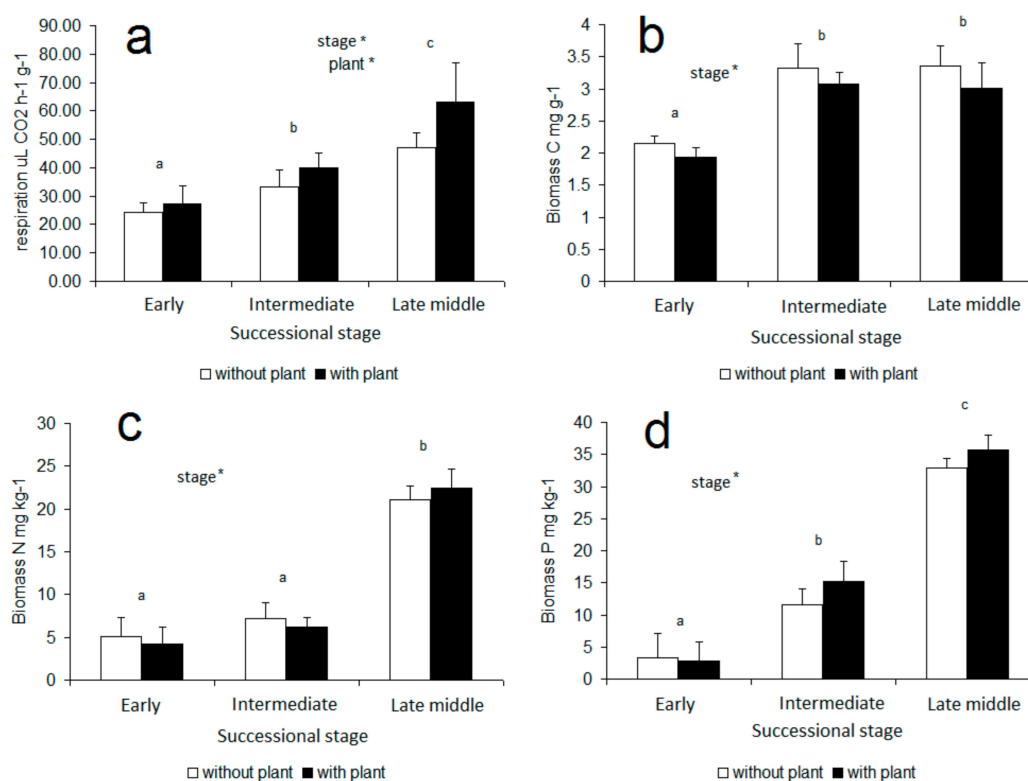 a
respiration uL CO2 h-1 g-1
90.00
80.00
70.00
60.00
50.00
40.00
30.00
20.00
10.00
0.00
stage *
plant *
a
b
c
Early Intermediate Late middle
Successional stage
without plant with plant
b
Biomass C mg g-1
4
3.5
3
2.5
2
1.5
1
0.5
0
stage *
a
b
b
Early Intermediate Late middle
Successional stage
without plant with plant
c
Biomass N mg kg-1
30
25
20
15
10
5
0
stage *
a
a
b
Early Intermediate Late middle
Successional stage
without plant with plant
d
Biomass P mg kg-1
40
35
30
25
20
15
10
5
0
stage *
a
b
c
Early Intermediate Late middle
Successional stage
without plant with plant